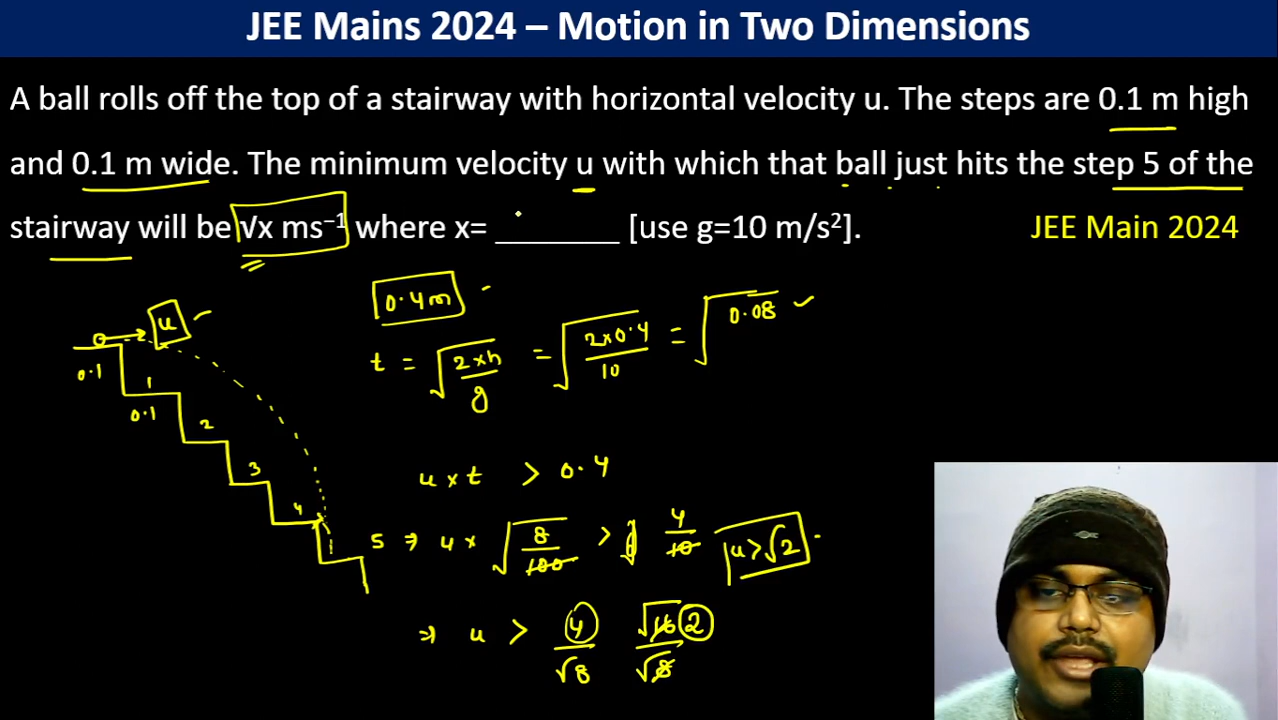 JEE Mains 2024 – Motion in Two Dimensions
A ball rolls off the top of a stairway with horizontal velocity u. The steps are 0.1 m high
and 0.1 m wide. The minimum velocity u with which that ball just hits the step 5 of the
stairway will be √x ms⁻¹ where x= ________ [use g=10 m/s²]. JEE Main 2024
0.4m
u
t = √(2×h/g) = √(2×0.4/10) = √0.08
0.1
1
0.1
2
3
u×t > 0.4
4
5 ⇒ u × √(8/100) > 4/10 u>√2
⇒ u > 4/√8 √16 2/√8